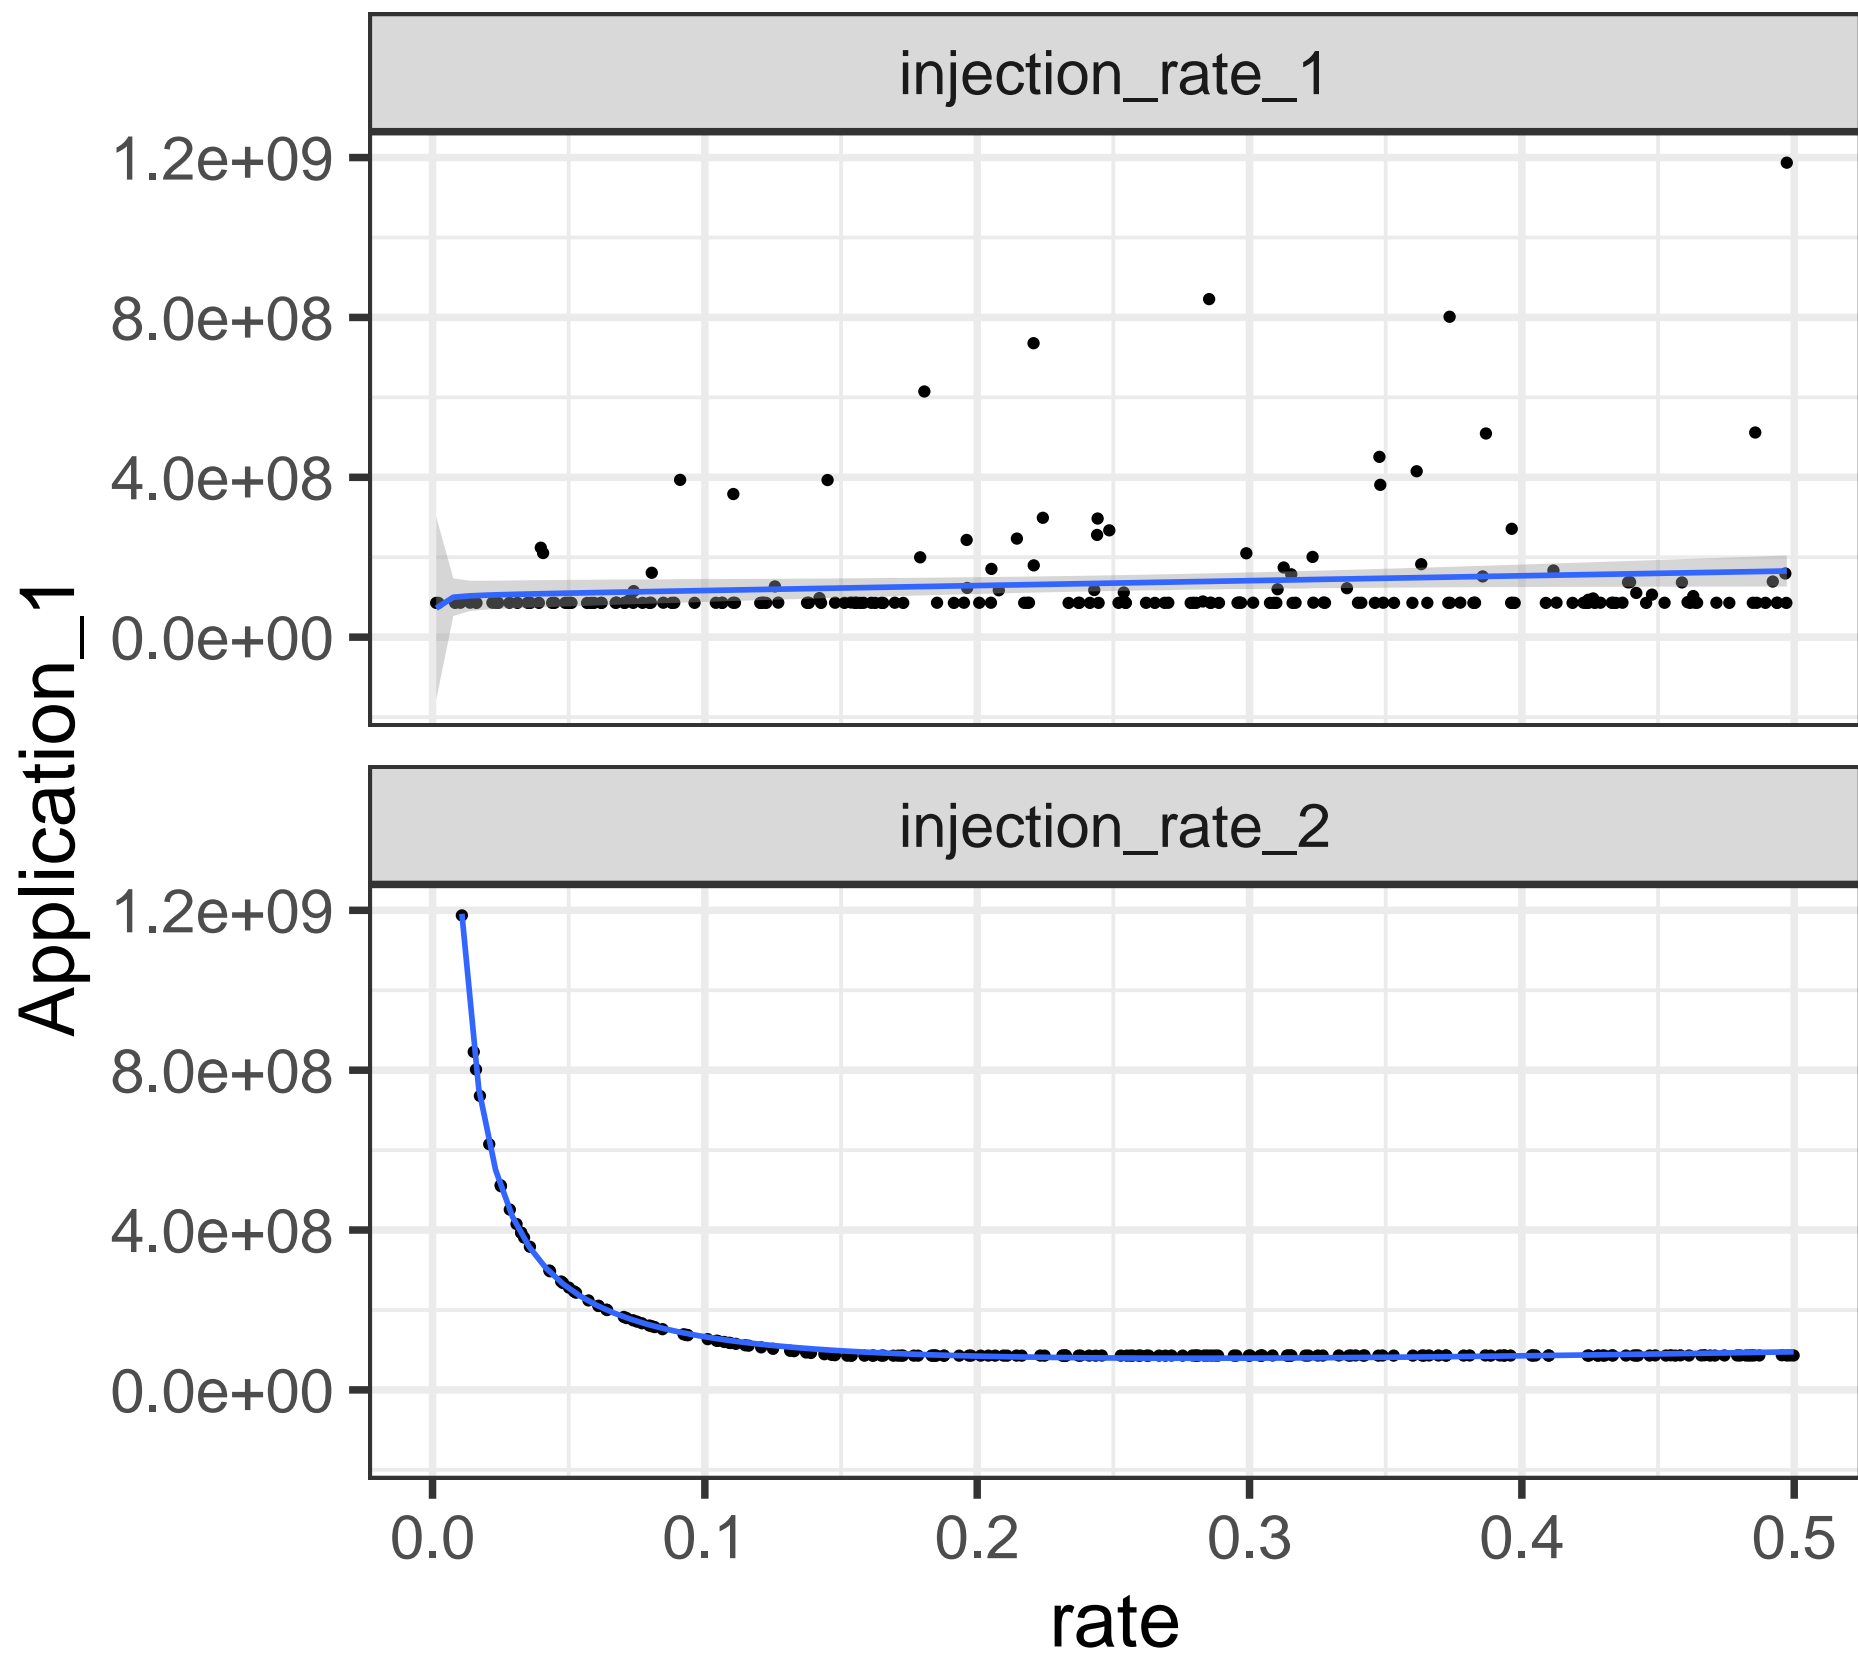 injection_rate_1
1.2e+09
8.0e+08
4.0e+08
0.0e+00
injection_rate_2
1.2e+09
8.0e+08
4.0e+08
0.0e+00
Application_1
0.0 0.1 0.2 0.3 0.4 0.5
rate